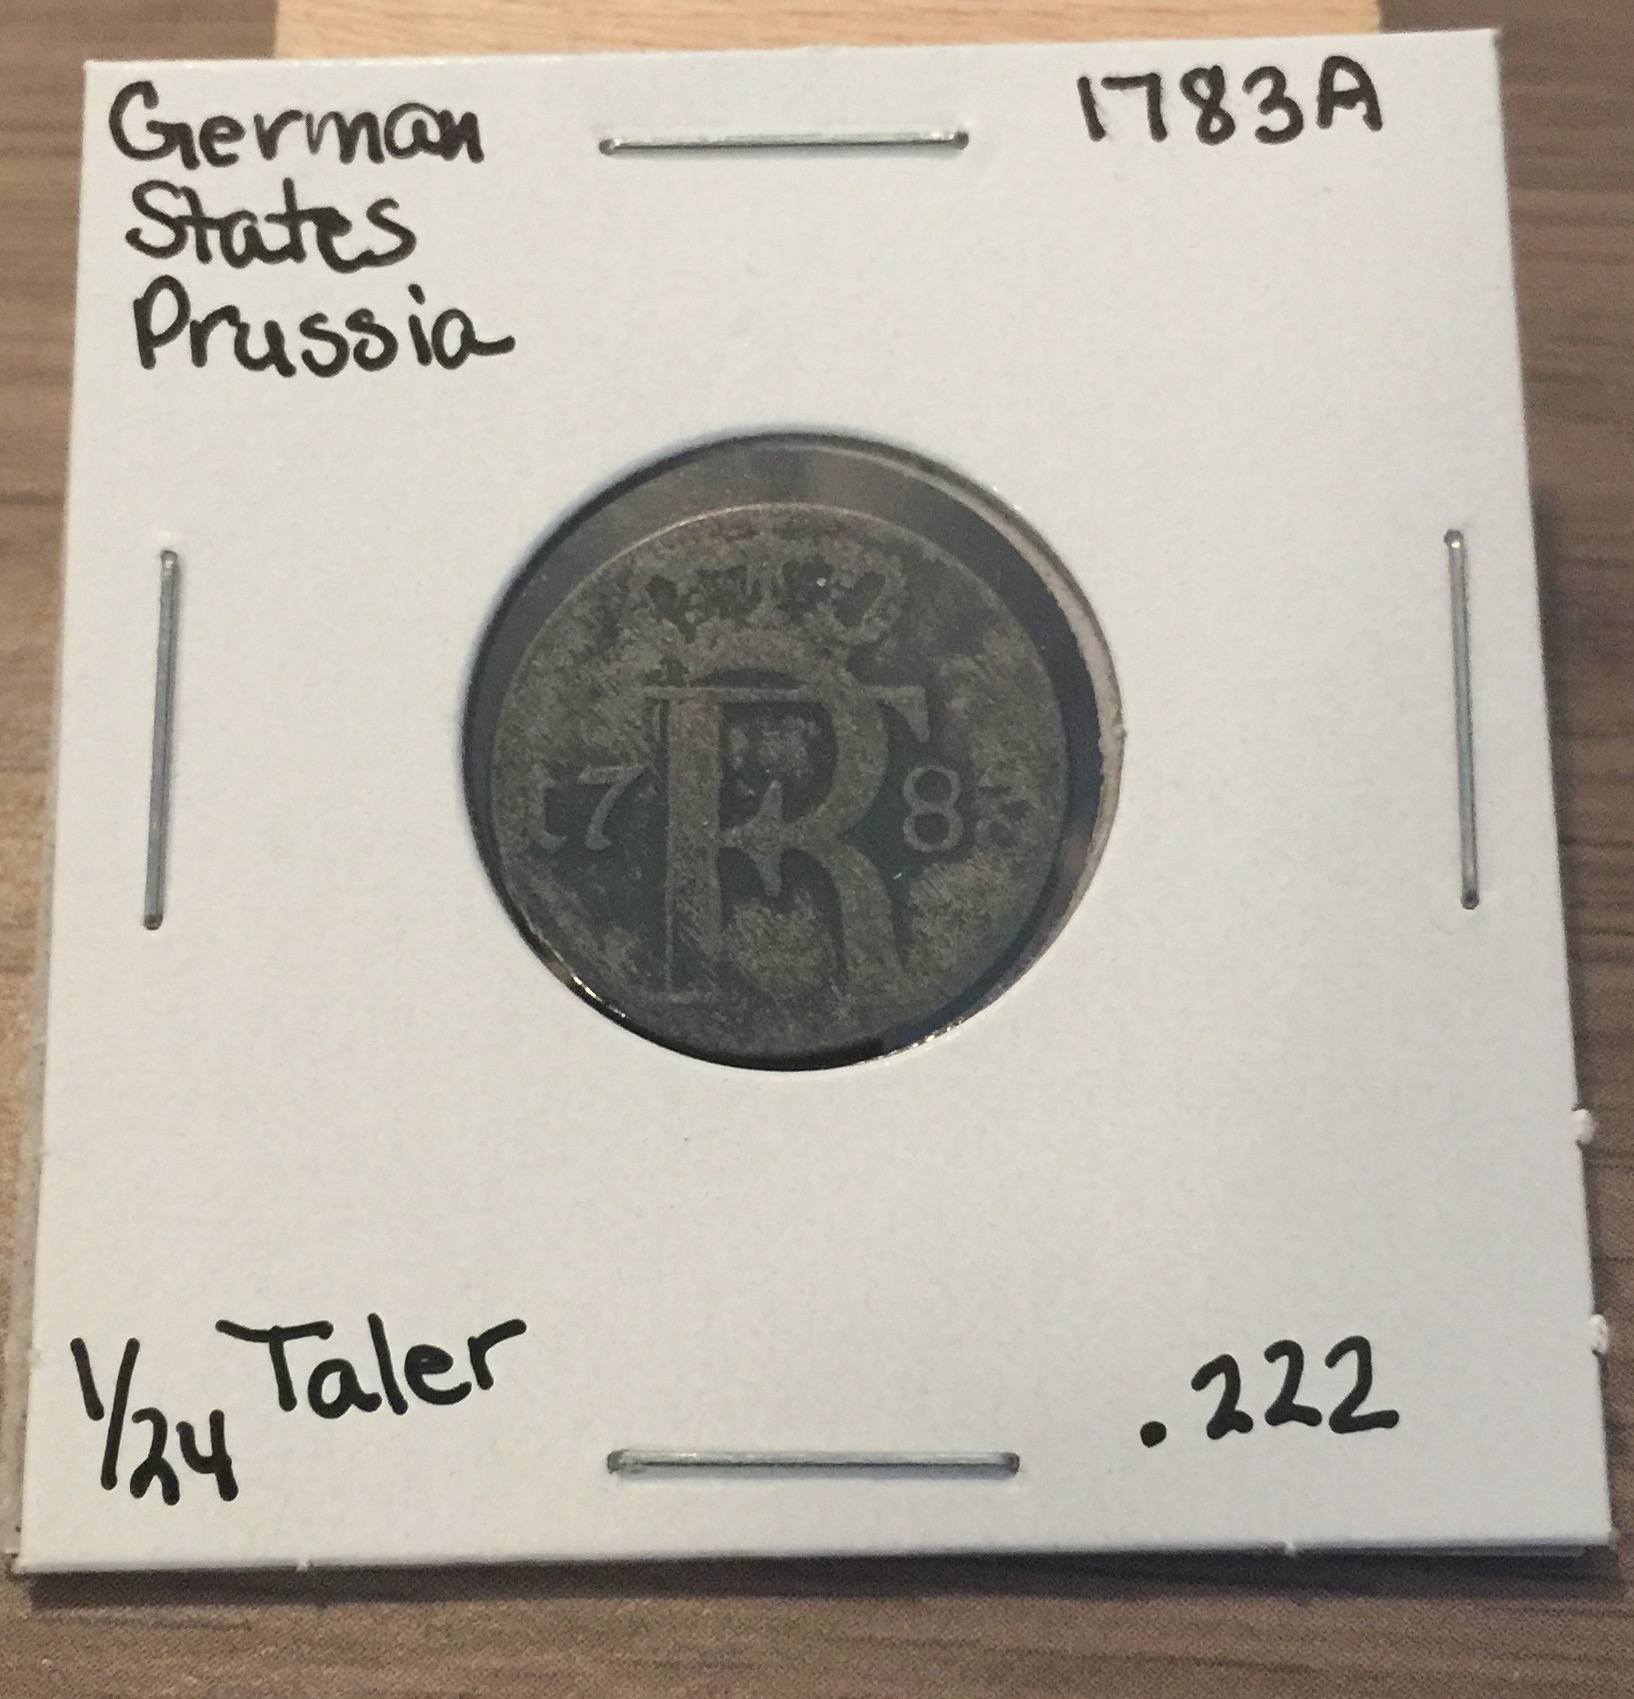 German
States
Prussia
1783A
FR
17 83
1/24 Taler
.222